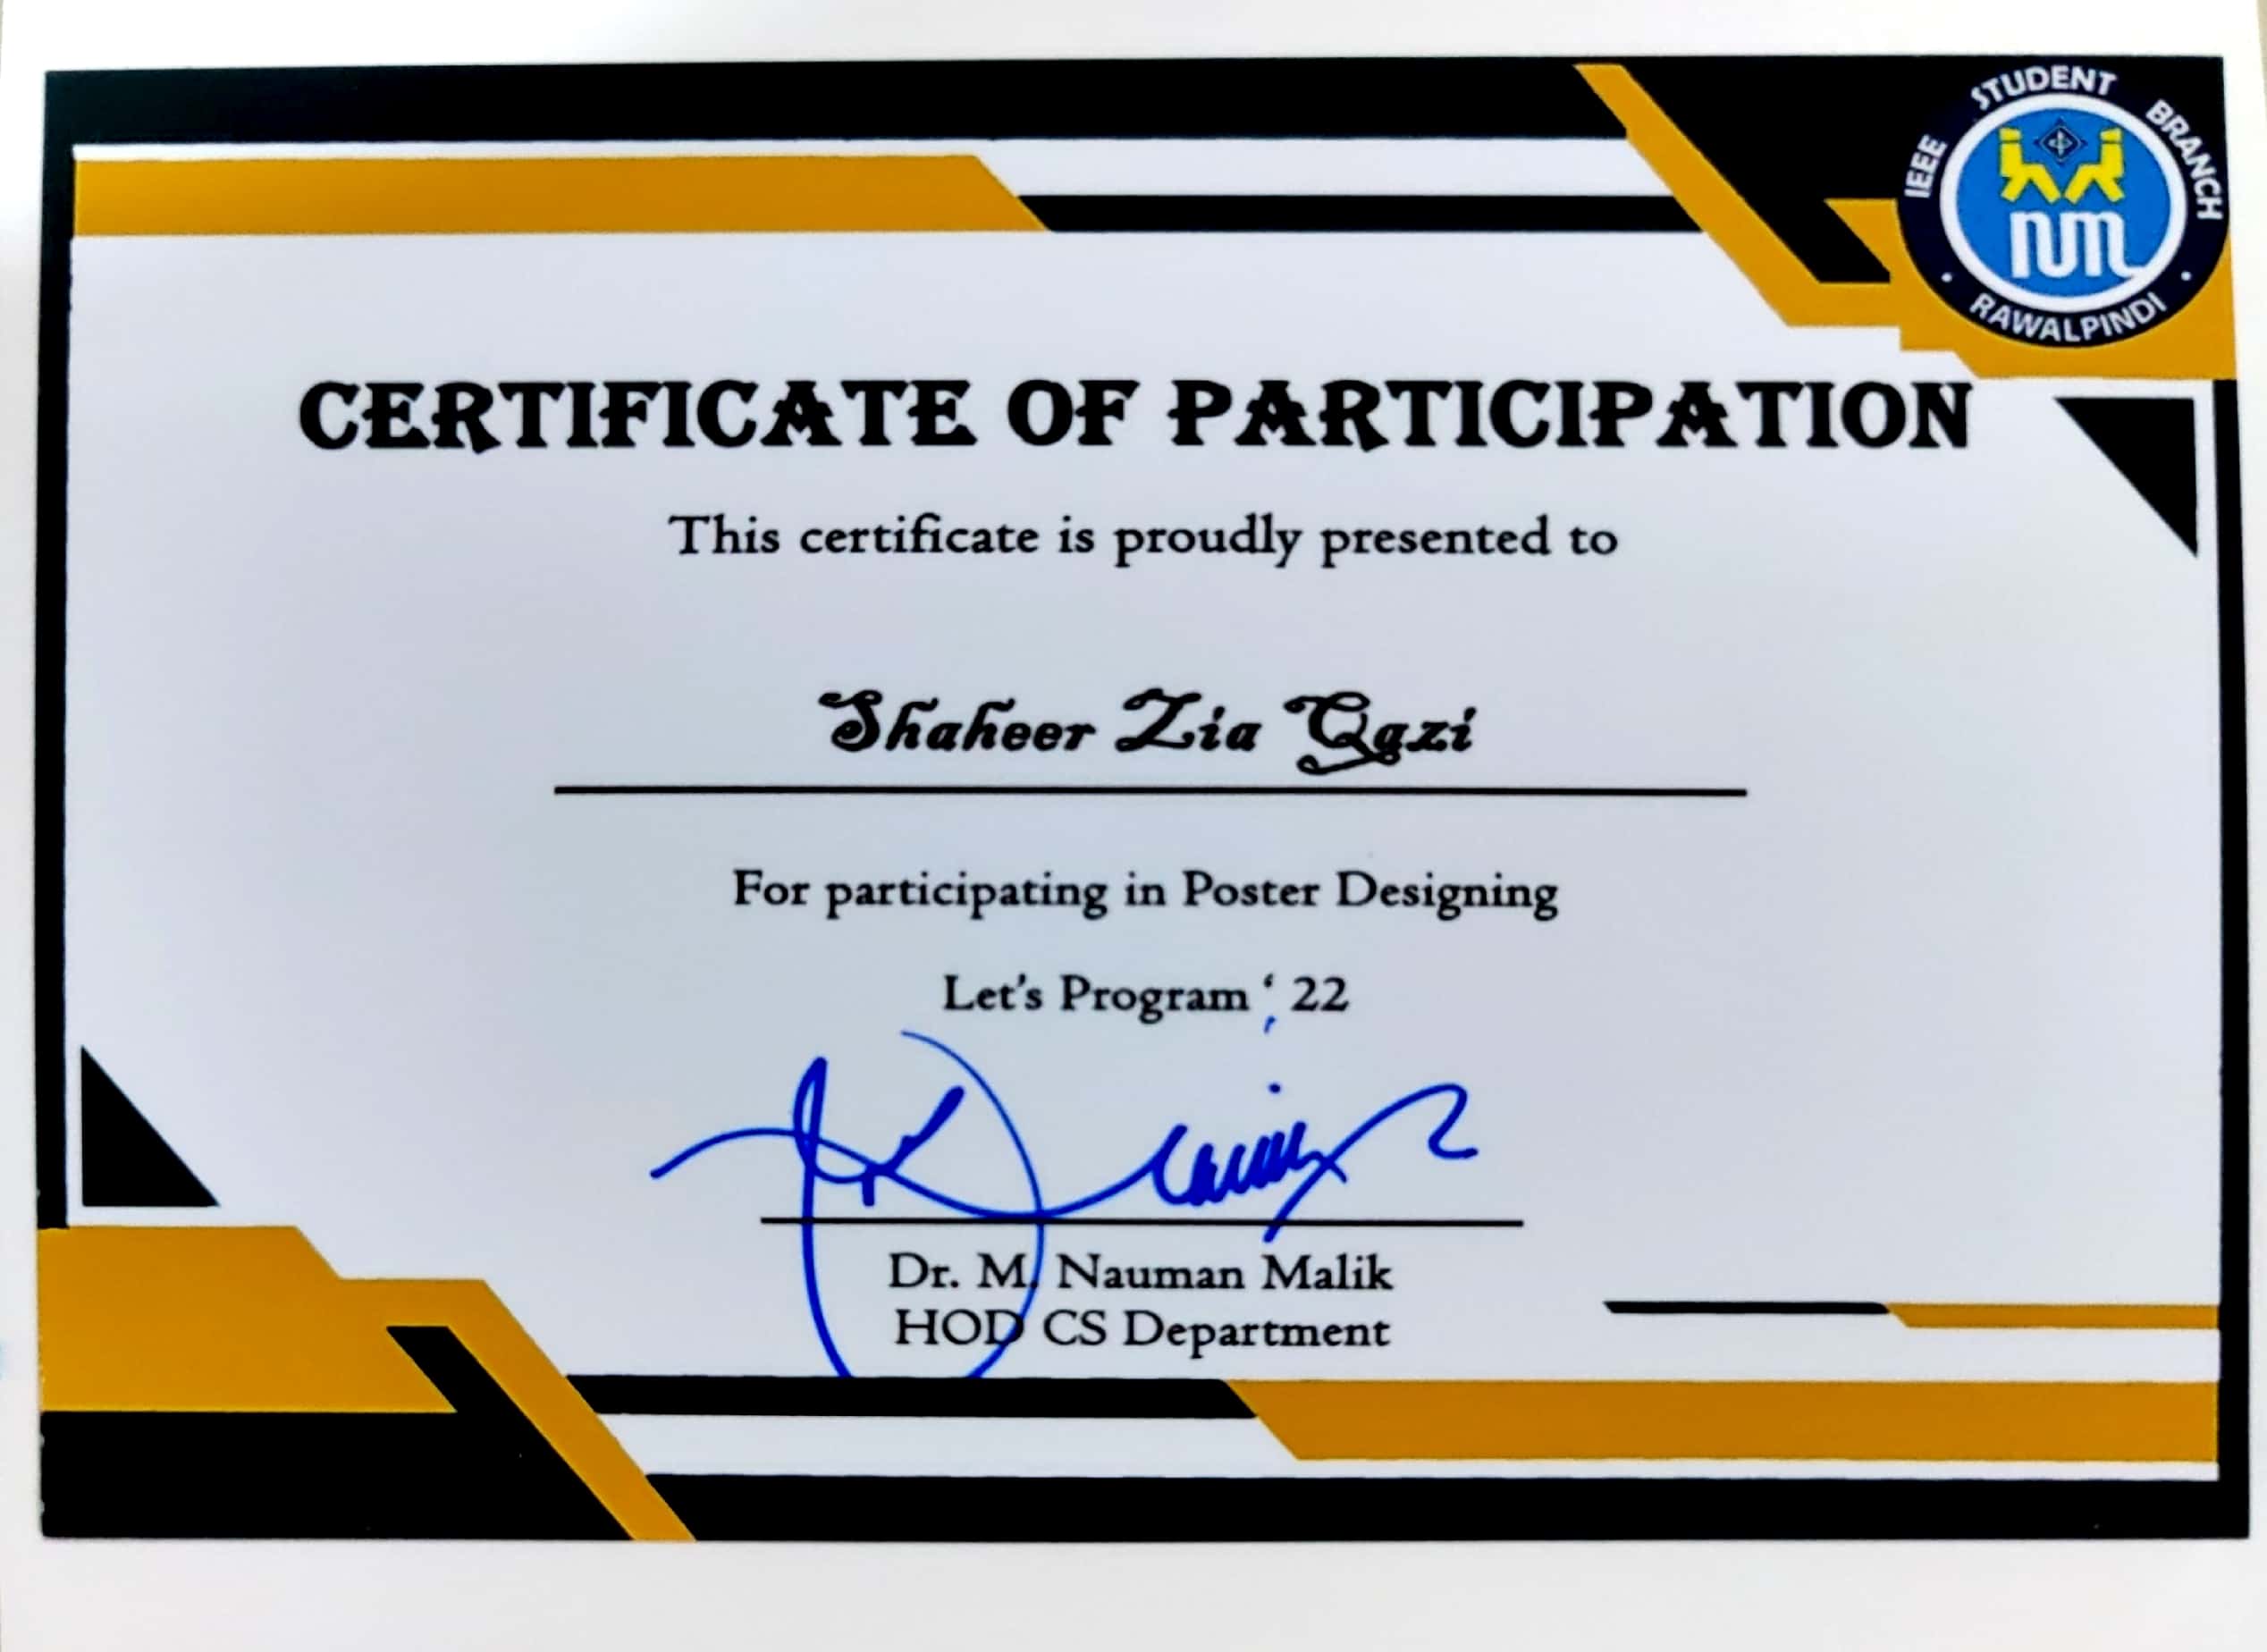 IEEE STUDENT BRANCH
num
RAWALPINDI
CERTIFICATE OF PARTICIPATION
This certificate is proudly presented to
Shaheer Zia Qazi
For participating in Poster Designing
Let's Program ‘ 22
Dr. M. Nauman Malik
HOD CS Department